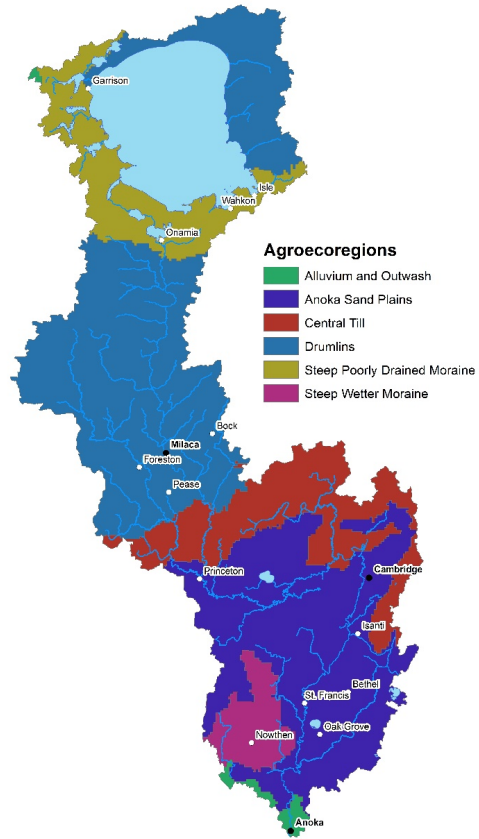 Garrison
Isle
Wahkon
Onamia
Agroecoregions
Alluvium and Outwash
Anoka Sand Plains
Central Till
Drumlins
Steep Poorly Drained Moraine
Steep Wetter Moraine
Bock
Milaca
Foreston
Pease
Princeton
Cambridge
Isanti
Bethel
St. Francis
Oak Grove
Nowthen
Anoka